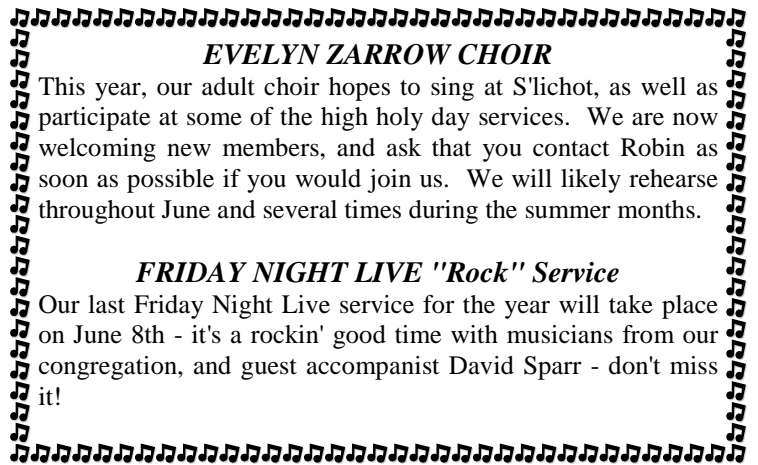 EVELYN ZARROW CHOIR
This year, our adult choir hopes to sing at S'lichot, as well as
participate at some of the high holy day services.  We are now
welcoming new members, and ask that you contact Robin as
soon as possible if you would join us.  We will likely rehearse
throughout June and several times during the summer months.
FRIDAY NIGHT LIVE "Rock" Service
Our last Friday Night Live service for the year will take place
on June 8th - it's a rockin' good time with musicians from our
congregation, and guest accompanist David Sparr - don't miss
it!